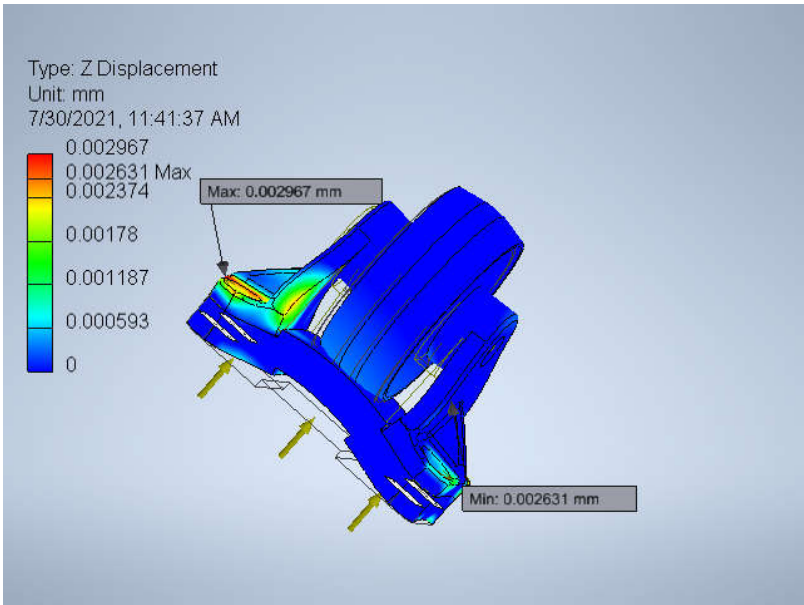 Type: Z Displacement
Unit: mm
7/30/2021, 11:41:37 AM
0.002967
0.002631 Max
0.002374
0.00178
0.001187
0.000593
0
Max: 0.002967 mm
Min: 0.002631 mm